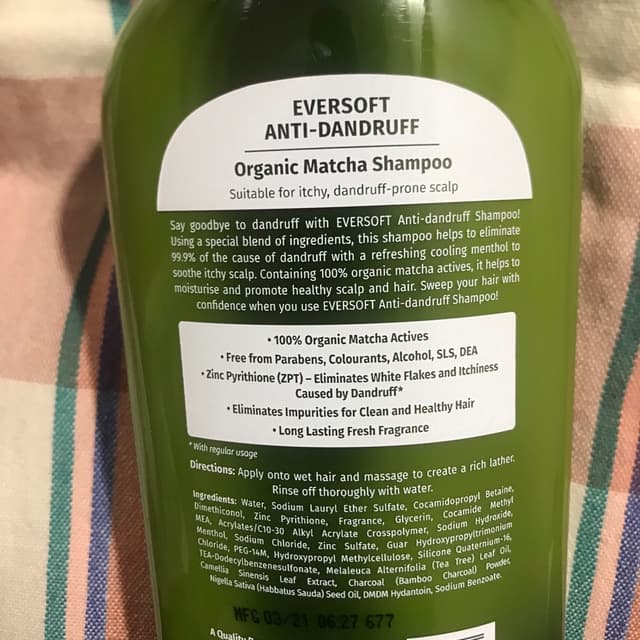 EVERSOFT
ANTI-DANDRUFF
Organic Matcha Shampoo
Suitable for itchy, dandruff-prone scalp
Say goodbye to dandruff with EVERSOFT Anti-dandruff Shampoo!
Using a special blend of ingredients, this shampoo helps to eliminate
99.9% of the cause of dandruff with a refreshing cooling menthol to
soothe itchy scalp. Containing 100% organic matcha actives, it helps to
moisturise and promote healthy scalp and hair. Sweep your hair with
confidence when you use EVERSOFT Anti-dandruff Shampoo!
• 100% Organic Matcha Actives
• Free from Parabens, Colourants, Alcohol, SLS, DEA
• Zinc Pyrithione (ZPT) – Eliminates White Flakes and Itchiness
Caused by Dandruff*
• Eliminates Impurities for Clean and Healthy Hair
• Long Lasting Fresh Fragrance
*With regular usage
Directions: Apply onto wet hair and massage to create a rich lather.
Rinse off thoroughly with water.
Ingredients: Water, Sodium Lauryl Ether Sulfate, Cocamidopropyl Betaine,
Dimethiconol, Zinc Pyrithione, Fragrance, Glycerin, Cocamide Methyl
MEA, Acrylates/C10-30 Alkyl Acrylate Crosspolymer, Sodium Hydroxide,
Menthol, Sodium Chloride, Zinc Sulfate, Guar Hydroxypropyltrimonium
Chloride, PEG-14M, Hydroxypropyl Methylcellulose, Silicone Quaternium-16,
TEA-Dodecylbenzenesulfonate, Melaleuca Alternifolia (Tea Tree) Leaf Oil,
Camellia Sinensis Leaf Extract, Charcoal (Bamboo Charcoal) Powder,
Nigella Sativa (Habbatus Sauda) Seed Oil, DMDM Hydantoin, Sodium Benzoate.
MFG 03/21 06:27 677
A Quality